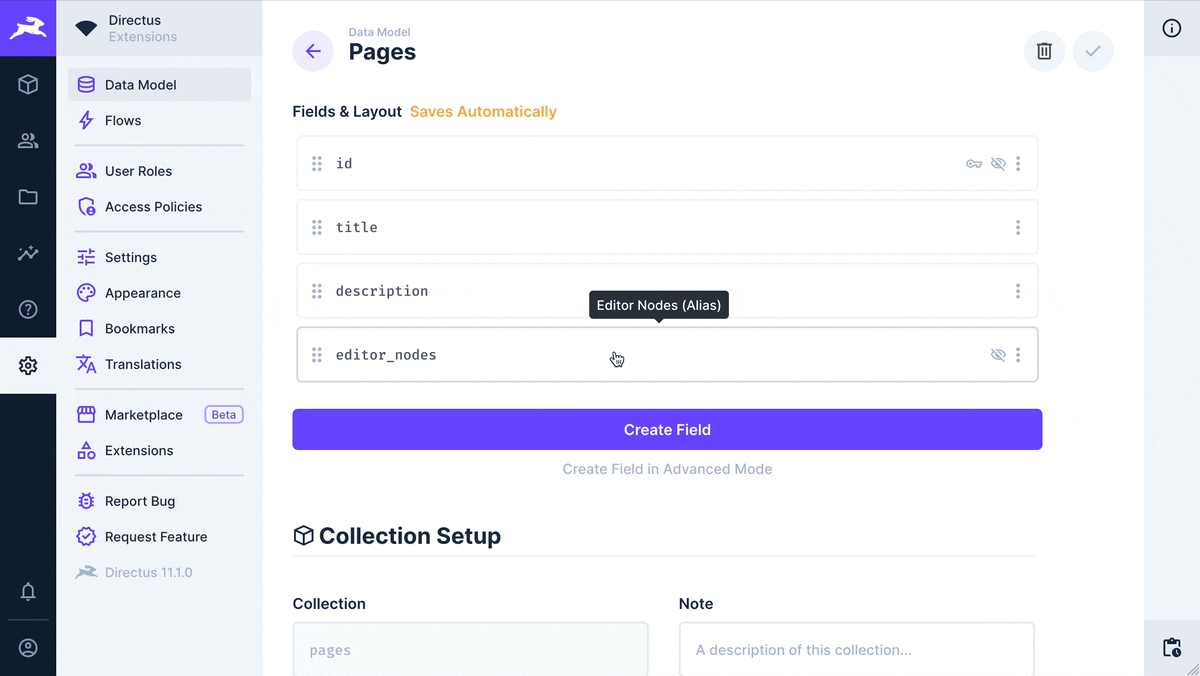 Directus
Extensions
Data Model
Flows
User Roles
Access Policies
Settings
Appearance
Bookmarks
Translations
Marketplace Beta
Extensions
Report Bug
Request Feature
Directus 11.1.0
Data Model
Pages
Fields & Layout Saves Automatically
id
title
description
Editor Nodes (Alias)
editor_nodes
Create Field
Create Field in Advanced Mode
Collection Setup
Collection
pages
Note
A description of this collection...